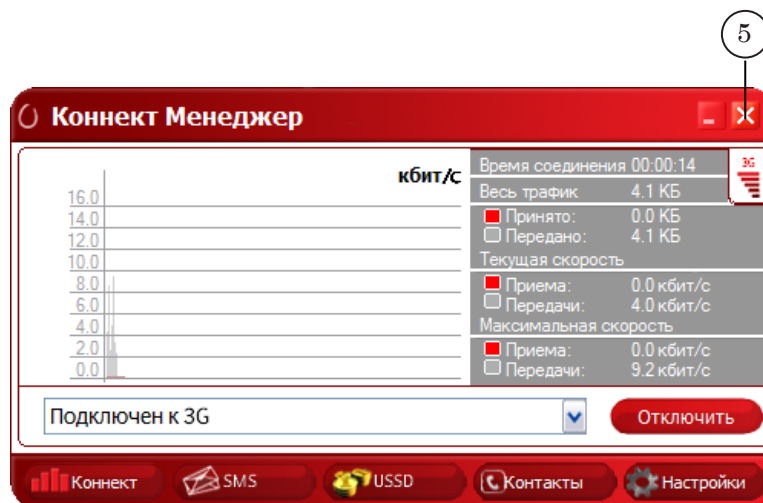 5
Коннект Менеджер
кбит/с
16.0
14.0
12.0
10.0
8.0
6.0
4.0
2.0
0.0
Время соединения 00:00:14
3G
Весь трафик 4.1 КБ
Принято: 0.0 КБ
Передано: 4.1 КБ
Текущая скорость
Приема: 0.0 кбит/с
Передачи: 4.0 кбит/с
Максимальная скорость
Приема: 0.0 кбит/с
Передачи: 9.2 кбит/с
Подключен к 3G
Отключить
Коннект SMS USSD Контакты Настройки